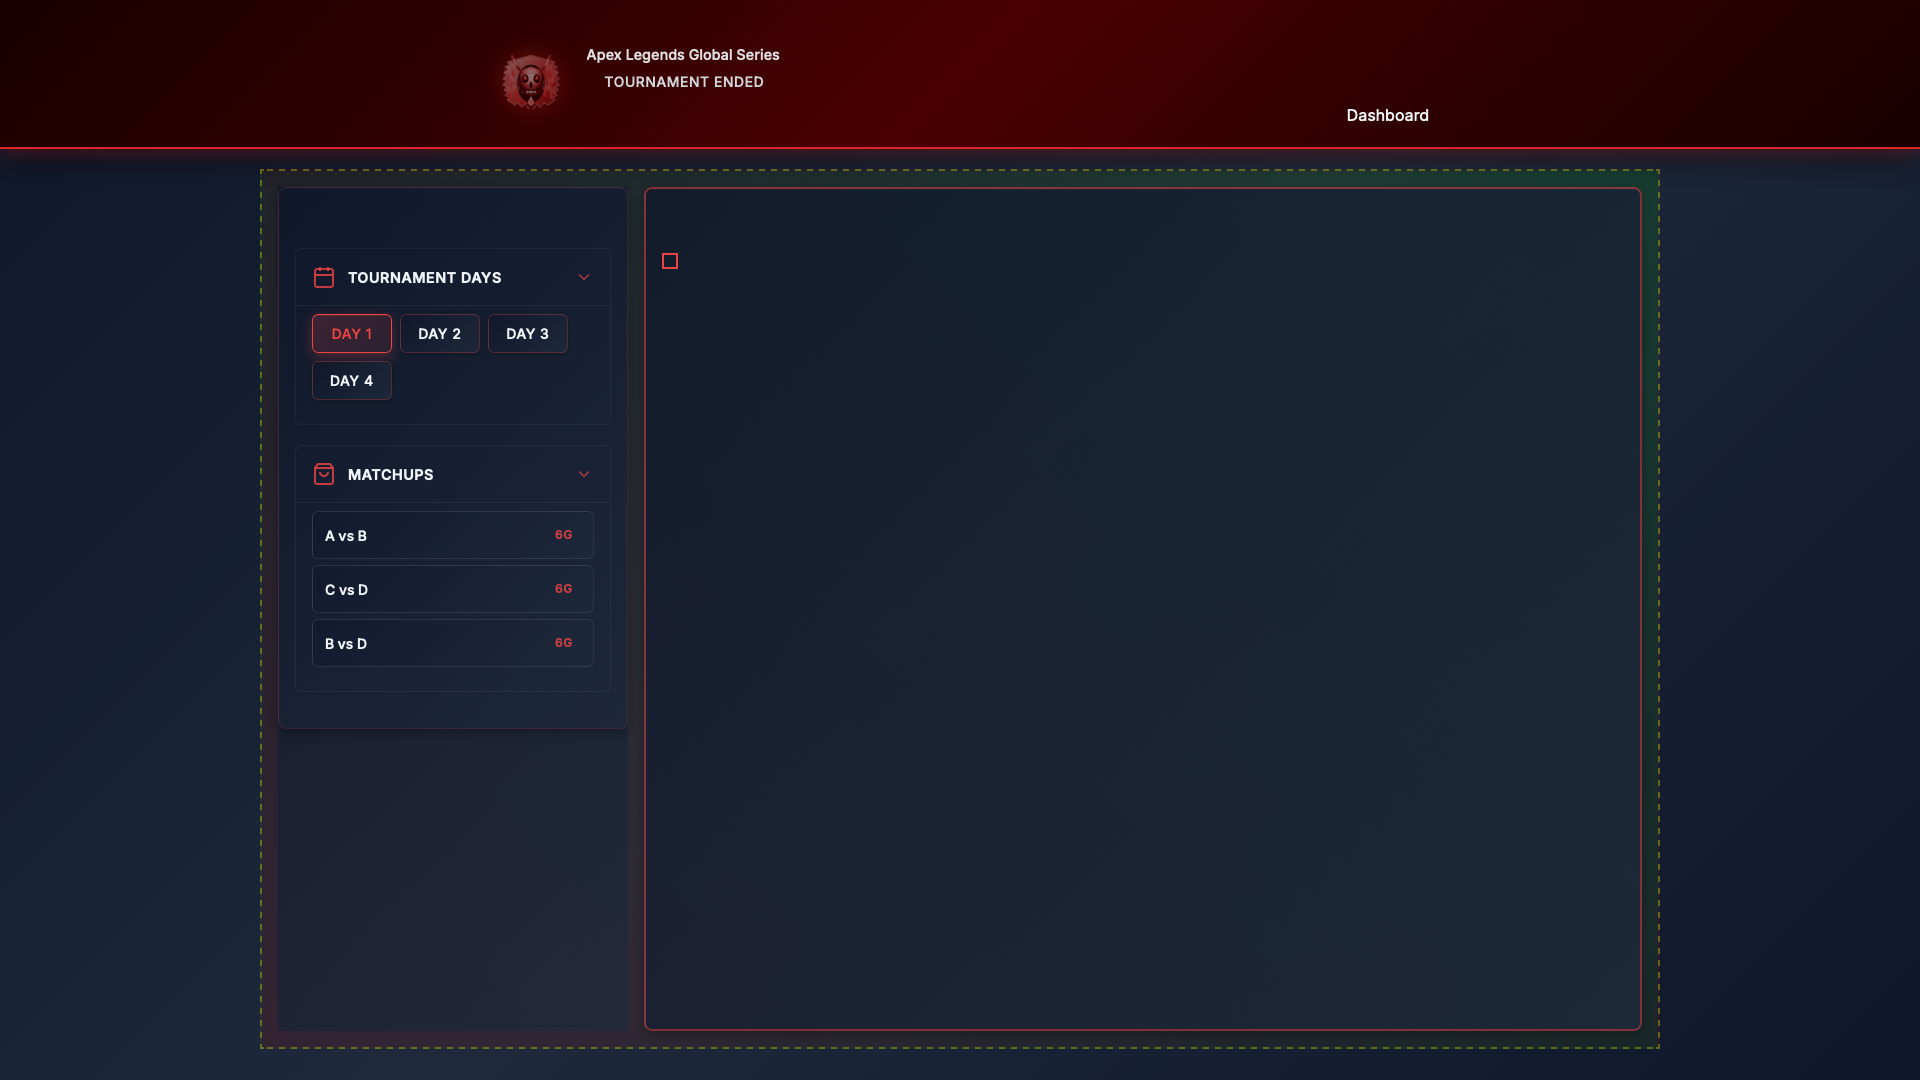 Apex Legends Global Series
TOURNAMENT ENDED
Dashboard
TOURNAMENT DAYS
DAY 1
DAY 2
DAY 3
DAY 4
MATCHUPS
A vs B
6G
C vs D
6G
B vs D
6G